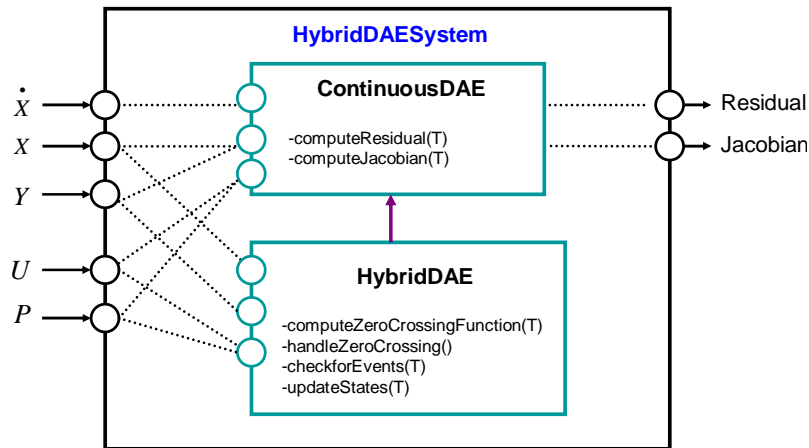 HybridDAESystem
ContinuousDAE
-computeResidual(T)
-computeJacobian(T)
Ẋ
X
Y
U
P
Residual
Jacobian
HybridDAE
-computeZeroCrossingFunction(T)
-handleZeroCrossing()
-checkforEvents(T)
-updateStates(T)